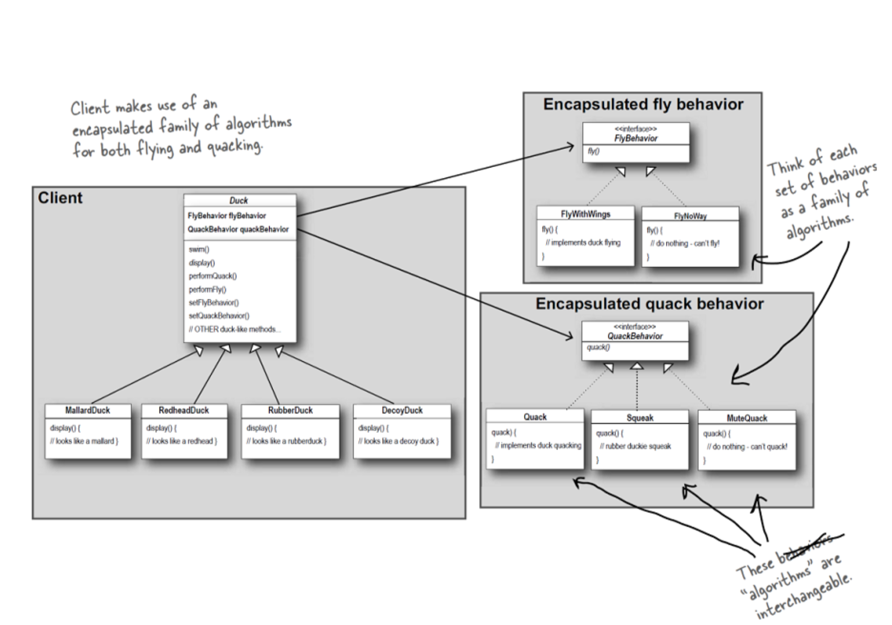 Client makes use of an
encapsulated family of algorithms
for both flying and quacking.
Client
Duck
FlyBehavior flyBehavior
QuackBehavior quackBehavior
swim()
display()
performQuack()
performFly()
setFlyBehavior()
setQuackBehavior()
// OTHER duck-like methods...
MallardDuck
display() {
// looks like a mallard }
RedheadDuck
display() {
// looks like a redhead }
RubberDuck
display() {
// looks like a rubberduck }
DecoyDuck
display() {
// looks like a decoy duck }
Encapsulated fly behavior
<<interface>>
FlyBehavior
fly()
FlyWithWings
fly() {
// implements duck flying
}
FlyNoWay
fly() {
// do nothing - can't fly!
}
Think of each
set of behaviors
as a family of
algorithms.
Encapsulated quack behavior
<<interface>>
QuackBehavior
quack()
Quack
quack) {
// implements duck quacking
}
Squeak
quack() {
// rubber duckie squeak
}
MuteQuack
quack() {
// do nothing - can't quack!
}
These behaviors
"algorithms" are
interchangeable.